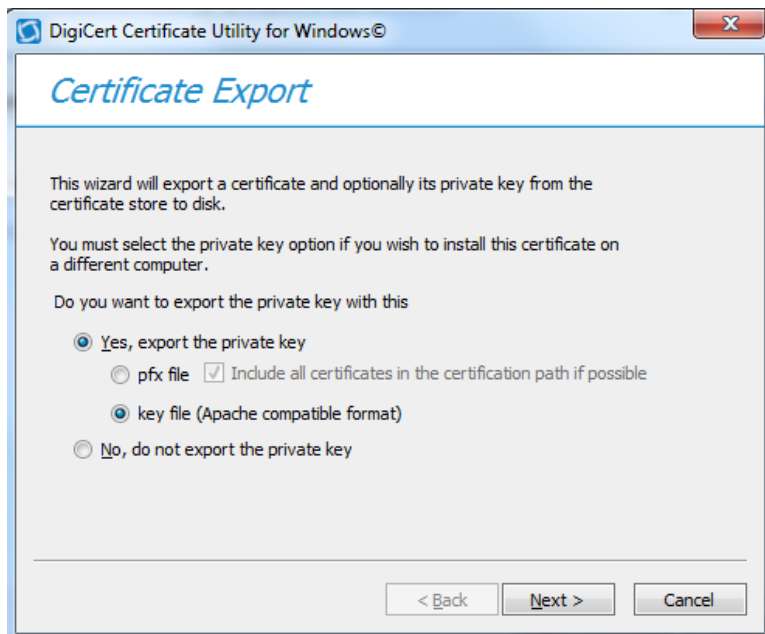 DigiCert Certificate Utility for Windows©
Certificate Export
This wizard will export a certificate and optionally its private key from the
certificate store to disk.
You must select the private key option if you wish to install this certificate on
a different computer.
Do you want to export the private key with this
Yes, export the private key
pfx file Include all certificates in the certification path if possible
key file (Apache compatible format)
No, do not export the private key
< Back Next > Cancel